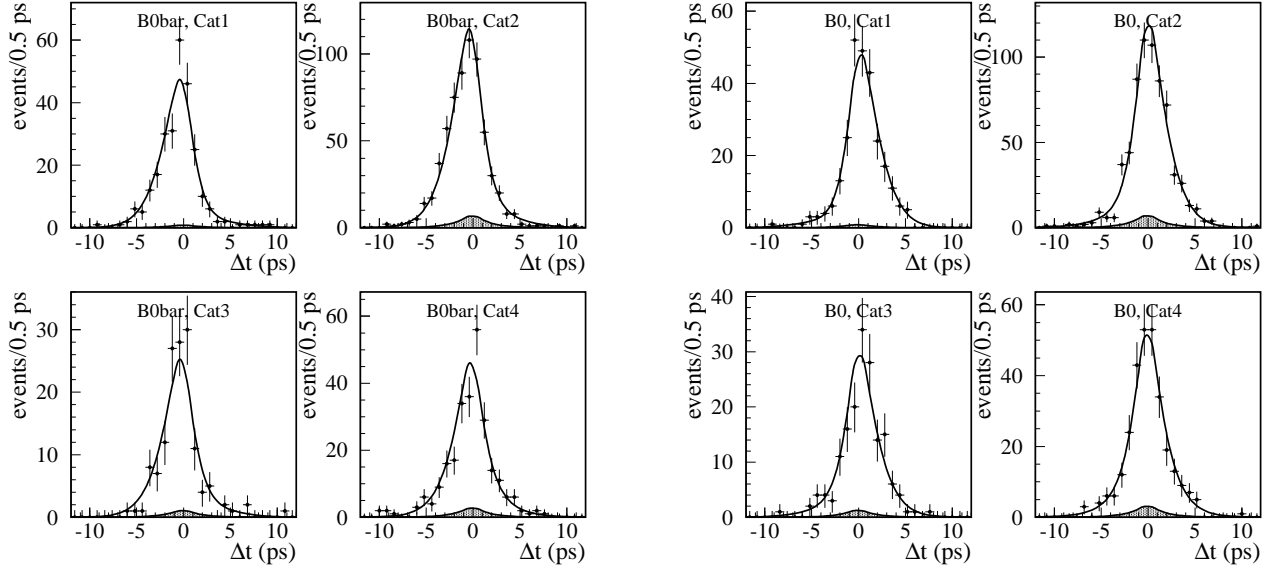 B0bar, Cat1
events/0.5 ps
60
40
20
0
-10 -5 0 5 10
Δt (ps)
B0bar, Cat2
events/0.5 ps
100
50
0
-10 -5 0 5 10
Δt (ps)
B0, Cat1
events/0.5 ps
60
40
20
0
-10 -5 0 5 10
Δt (ps)
B0, Cat2
events/0.5 ps
100
50
0
-10 -5 0 5 10
Δt (ps)
B0bar, Cat3
events/0.5 ps
30
20
10
0
-10 -5 0 5 10
Δt (ps)
B0bar, Cat4
events/0.5 ps
60
40
20
0
-10 -5 0 5 10
Δt (ps)
B0, Cat3
events/0.5 ps
40
30
20
10
0
-10 -5 0 5 10
Δt (ps)
B0, Cat4
events/0.5 ps
60
40
20
0
-10 -5 0 5 10
Δt (ps)